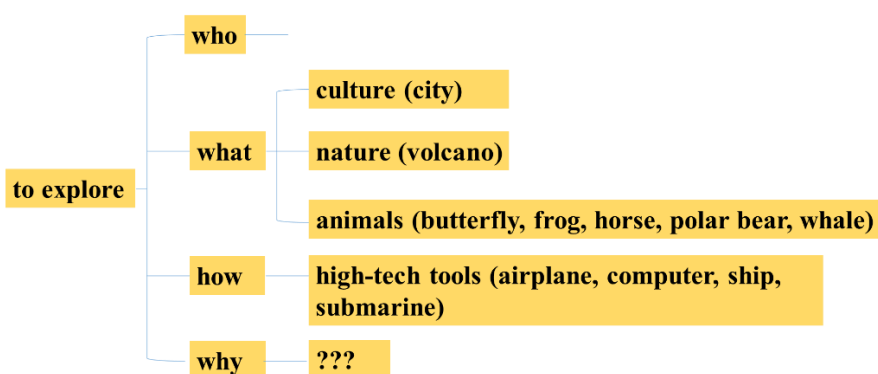 who
culture (city)
what
nature (volcano)
to explore
animals (butterfly, frog, horse, polar bear, whale)
how
high-tech tools (airplane, computer, ship,
submarine)
why
???